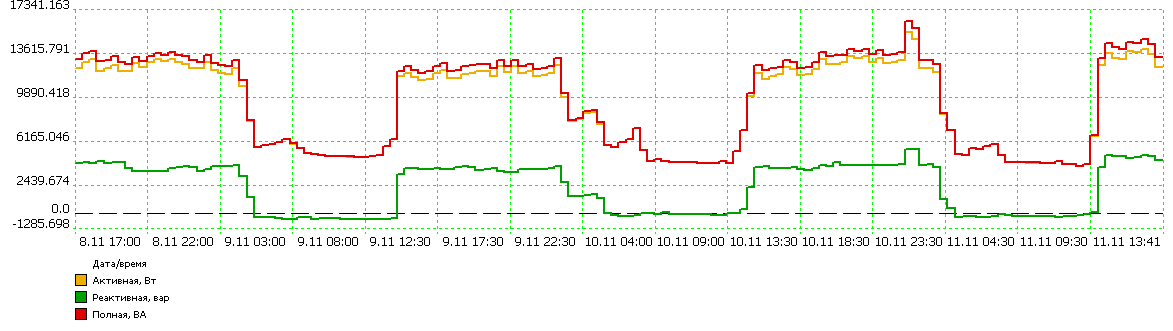 17341.163
13615.791
9890.418
6165.046
2439.674
0.0
-1285.698
8.11 17:00 8.11 22:00 9.11 03:00 9.11 08:00 9.11 12:30 9.11 17:30 9.11 22:30 10.11 04:00 10.11 09:00 10.11 13:30 10.11 18:30 10.11 23:30 11.11 04:30 11.11 09:30 11.11 13:41
Дата/время
Активная, Вт
Реактивная, вар
Полная, ВА